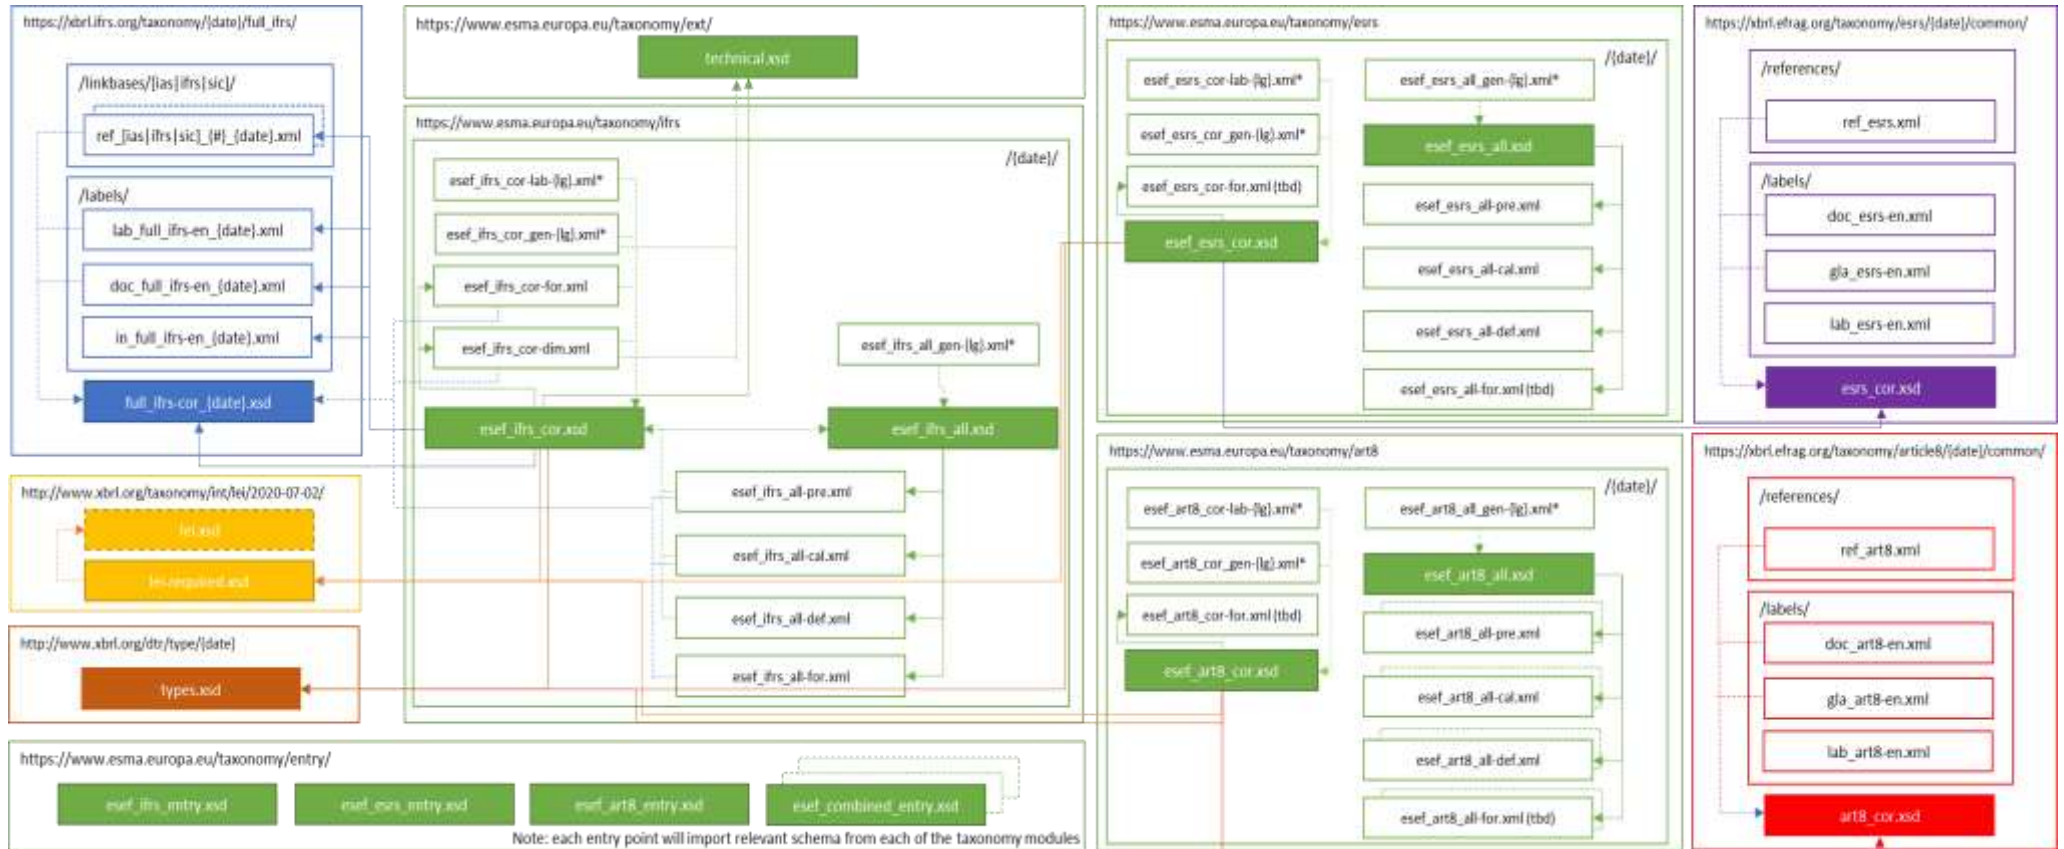 https://xbrl.ifrs.org/taxonomy/{date}/full_ifrs/
/linkbases/[ias|ifrs|sic]/
ref_[ias|ifrs|sic]_{#}_{date}.xml
/labels/
lab_full_ifrs-en_{date}.xml
doc_full_ifrs-en_{date}.xml
in_full_ifrs-en_{date}.xml
full_ifrs-cor_{date}.xsd
http://www.xbrl.org/taxonomy/int/lei/2020-07-02/
lei.xsd
lei-required.xsd
http://www.xbrl.org/dtr/type/{date}
types.xsd
https://www.esma.europa.eu/taxonomy/ext/
technical.xsd
https://www.esma.europa.eu/taxonomy/ifrs
/{date}/
esef_ifrs_cor-lab-{lg}.xml*
esef_ifrs_cor_gen-{lg}.xml*
esef_ifrs_cor-for.xml
esef_ifrs_cor-dim.xml
esef_ifrs_all_gen-{lg}.xml*
esef_ifrs_cor.xsd
esef_ifrs_all.xsd
esef_ifrs_all-pre.xml
esef_ifrs_all-cal.xml
esef_ifrs_all-def.xml
esef_ifrs_all-for.xml
https://www.esma.europa.eu/taxonomy/entry/
esef_ifrs_entry.xsd
esef_esrs_entry.xsd
esef_art8_entry.xsd
esef_combined_entry.xsd
Note: each entry point will import relevant schema from each of the taxonomy modules
https://www.esma.europa.eu/taxonomy/esrs
/{date}/
esef_esrs_cor-lab-{lg}.xml*
esef_esrs_cor_gen-{lg}.xml*
esef_esrs_cor-for.xml (tbd)
esef_esrs_cor.xsd
esef_esrs_all_gen-{lg}.xml*
esef_esrs_all.xsd
esef_esrs_all-pre.xml
esef_esrs_all-cal.xml
esef_esrs_all-def.xml
esef_esrs_all-for.xml (tbd)
https://www.esma.europa.eu/taxonomy/art8
/{date}/
esef_art8_cor-lab-{lg}.xml*
esef_art8_cor_gen-{lg}.xml*
esef_art8_cor-for.xml (tbd)
esef_art8_cor.xsd
esef_art8_all_gen-{lg}.xml*
esef_art8_all.xsd
esef_art8_all-pre.xml
esef_art8_all-cal.xml
esef_art8_all-def.xml
esef_art8_all-for.xml (tbd)
https://xbrl.efrag.org/taxonomy/esrs/{date}/common/
/references/
ref_esrs.xml
/labels/
doc_esrs-en.xml
gla_esrs-en.xml
lab_esrs-en.xml
esrs_cor.xsd
https://xbrl.efrag.org/taxonomy/article8/{date}/common/
/references/
ref_art8.xml
/labels/
doc_art8-en.xml
gla_art8-en.xml
lab_art8-en.xml
art8_cor.xsd